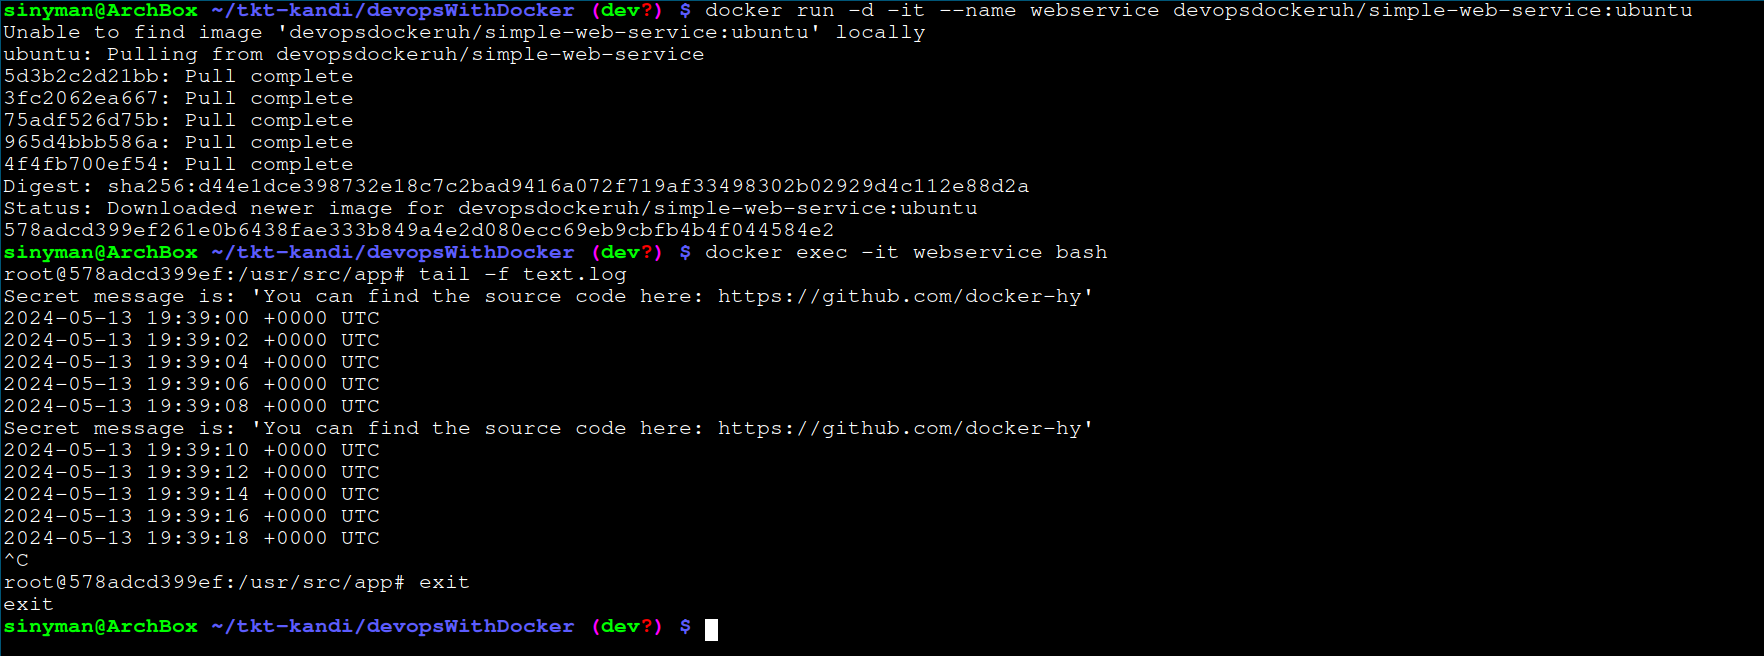 sinyman@ArchBox ~/tkt-kandi/devopsWithDocker (dev?) $ docker run -d -it --name webservice devopsdockeruh/simple-web-service:ubuntu
Unable to find image 'devopsdockeruh/simple-web-service:ubuntu' locally
ubuntu: Pulling from devopsdockeruh/simple-web-service
5d3b2c2d21bb: Pull complete
3fc2062ea667: Pull complete
75adf526d75b: Pull complete
965d4bbb586a: Pull complete
4f4fb700ef54: Pull complete
Digest: sha256:d44e1dce398732e18c7c2bad9416a072f719af33498302b02929d4c112e88d2a
Status: Downloaded newer image for devopsdockeruh/simple-web-service:ubuntu
578adcd399ef261e0b6438fae333b849a4e2d080ecc69eb9cbfb4b4f044584e2
sinyman@ArchBox ~/tkt-kandi/devopsWithDocker (dev?) $ docker exec -it webservice bash
root@578adcd399ef:/usr/src/app# tail -f text.log
Secret message is: 'You can find the source code here: https://github.com/docker-hy'
2024-05-13 19:39:00 +0000 UTC
2024-05-13 19:39:02 +0000 UTC
2024-05-13 19:39:04 +0000 UTC
2024-05-13 19:39:06 +0000 UTC
2024-05-13 19:39:08 +0000 UTC
Secret message is: 'You can find the source code here: https://github.com/docker-hy'
2024-05-13 19:39:10 +0000 UTC
2024-05-13 19:39:12 +0000 UTC
2024-05-13 19:39:14 +0000 UTC
2024-05-13 19:39:16 +0000 UTC
2024-05-13 19:39:18 +0000 UTC
^C
root@578adcd399ef:/usr/src/app# exit
exit
sinyman@ArchBox ~/tkt-kandi/devopsWithDocker (dev?) $